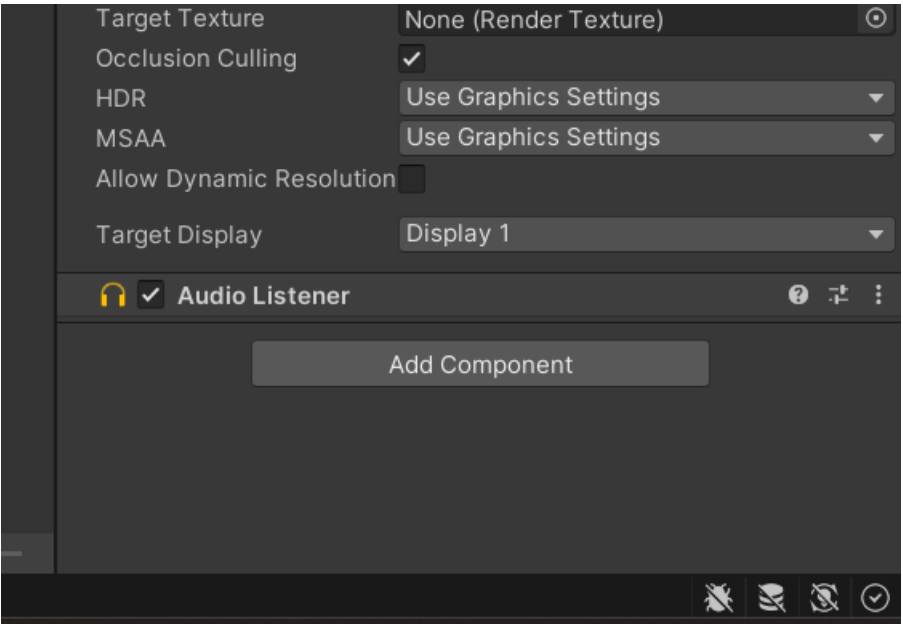 Target Texture None (Render Texture)
Occlusion Culling
HDR Use Graphics Settings
MSAA Use Graphics Settings
Allow Dynamic Resolution
Target Display Display 1
Audio Listener
Add Component